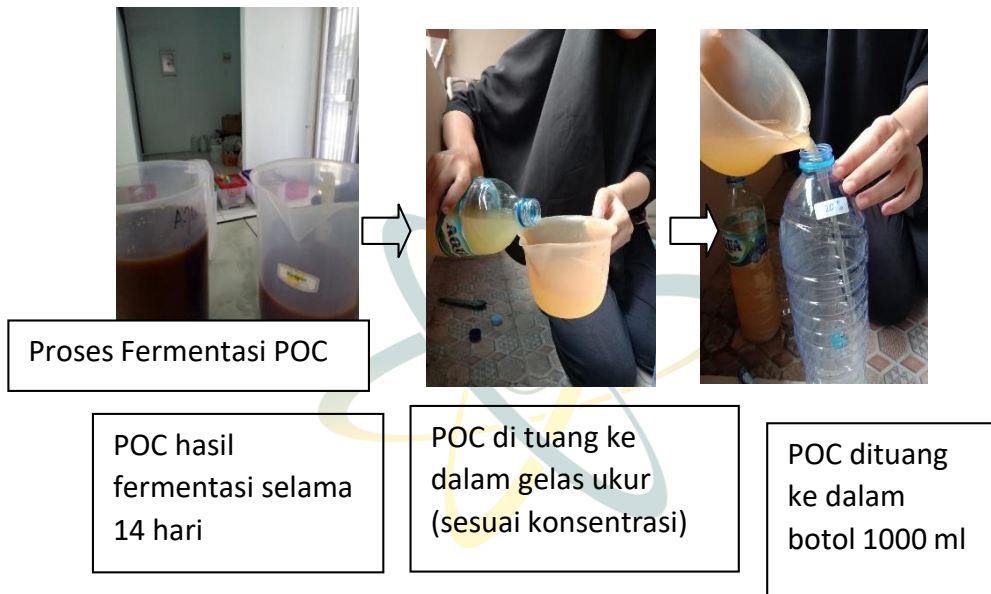 Proses Fermentasi POC
POC hasil
fermentasi selama
14 hari
POC di tuang ke
dalam gelas ukur
(sesuai konsentrasi)
POC dituang
ke dalam
botol 1000 ml